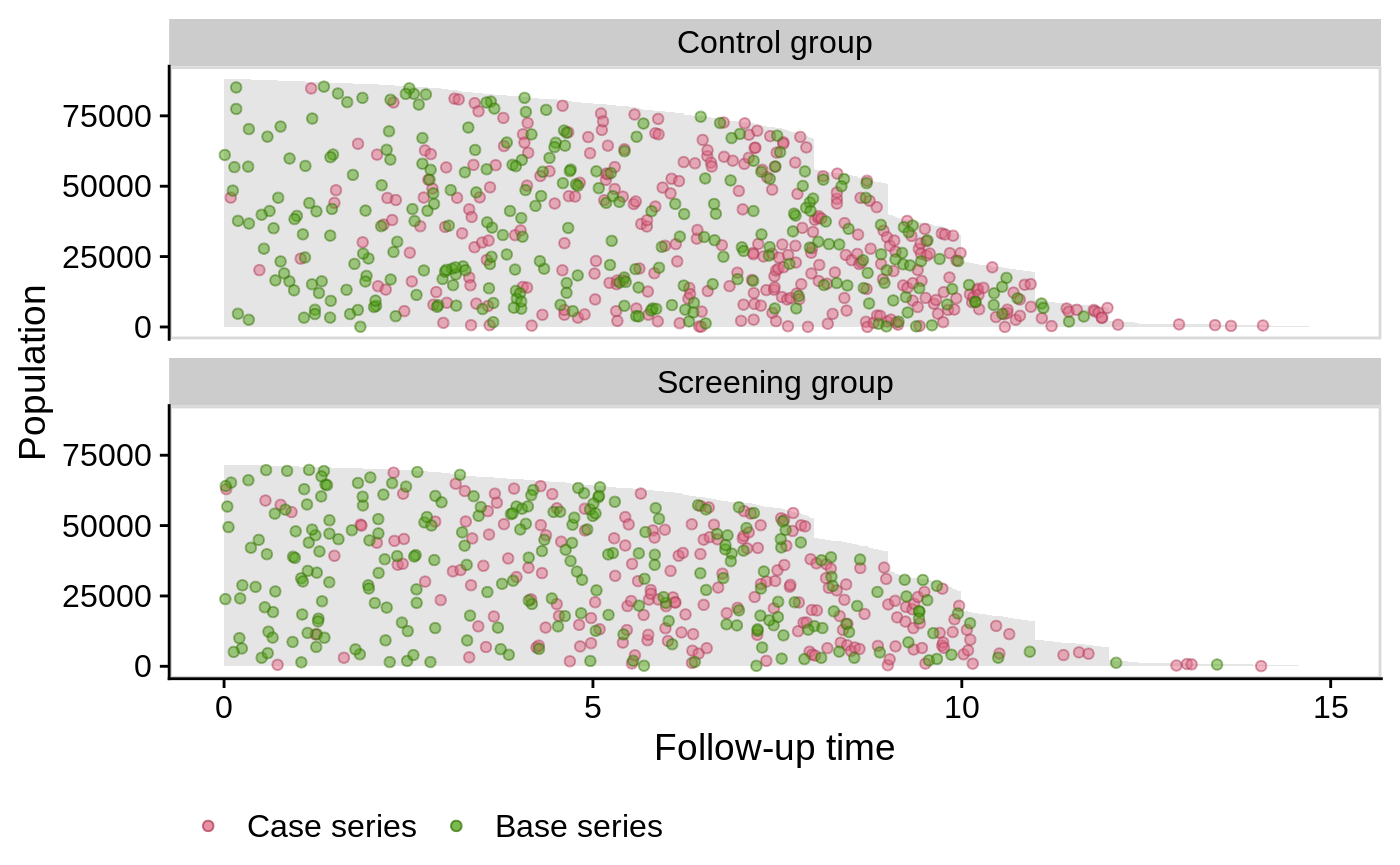 Control group
75000
50000
25000
0
Population
Screening group
75000
50000
25000
0
0 5 10 15
Follow-up time
Case series Base series